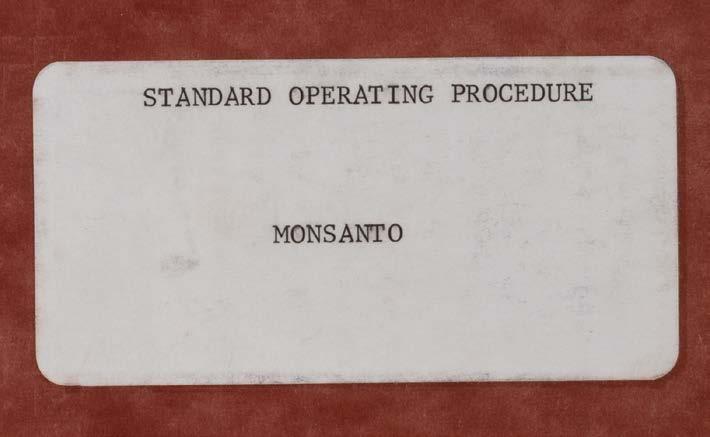 STANDARD OPERATING PROCEDURE
MONSANTO